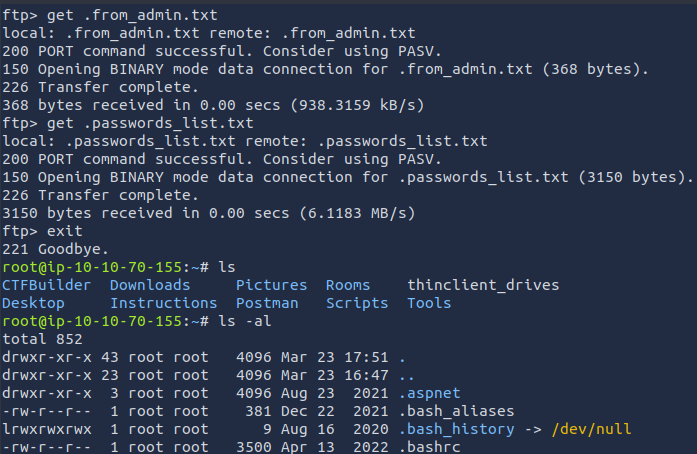 ftp> get .from_admin.txt
local: .from_admin.txt remote: .from_admin.txt
200 PORT command successful. Consider using PASV.
150 Opening BINARY mode data connection for .from_admin.txt (368 bytes).
226 Transfer complete.
368 bytes received in 0.00 secs (938.3159 kB/s)
ftp> get .passwords_list.txt
local: .passwords_list.txt remote: .passwords_list.txt
200 PORT command successful. Consider using PASV.
150 Opening BINARY mode data connection for .passwords_list.txt (3150 bytes).
226 Transfer complete.
3150 bytes received in 0.00 secs (6.1183 MB/s)
ftp> exit
221 Goodbye.
root@ip-10-10-70-155:~# ls
CTFBuilder  Downloads     Pictures  Rooms    thinclient_drives
Desktop     Instructions  Postman   Scripts  Tools
root@ip-10-10-70-155:~# ls -al
total 852
drwxr-xr-x 43 root root   4096 Mar 23 17:51 .
drwxr-xr-x 23 root root   4096 Mar 23 16:47 ..
drwxr-xr-x  3 root root   4096 Aug 23  2021 .aspnet
-rw-r--r--  1 root root    381 Dec 22  2021 .bash_aliases
lrwxrwxrwx  1 root root      9 Aug 16  2020 .bash_history -> /dev/null
-rw-r--r--  1 root root   3500 Apr 13  2022 .bashrc